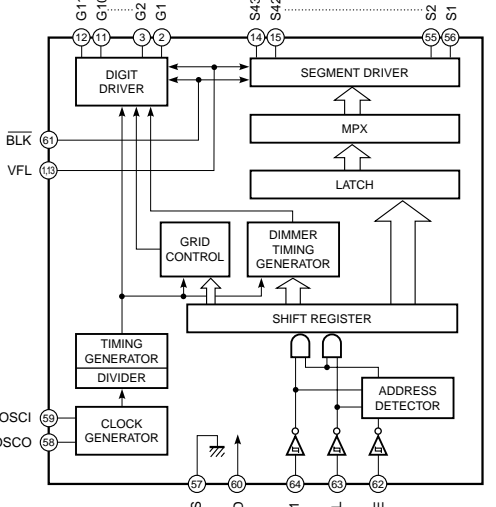 G11 G10 G2 G1 S43 S42 S2 S1
12 11 3 2 14 15 55 56
DIGIT DRIVER
SEGMENT DRIVER
BLK 61
MPX
VFL 1,13
LATCH
GRID CONTROL
DIMMER TIMING GENERATOR
SHIFT REGISTER
TIMING GENERATOR
DIVIDER
ADDRESS DETECTOR
OSCI 59
OSCO 58
CLOCK GENERATOR
57 60 64 63 62